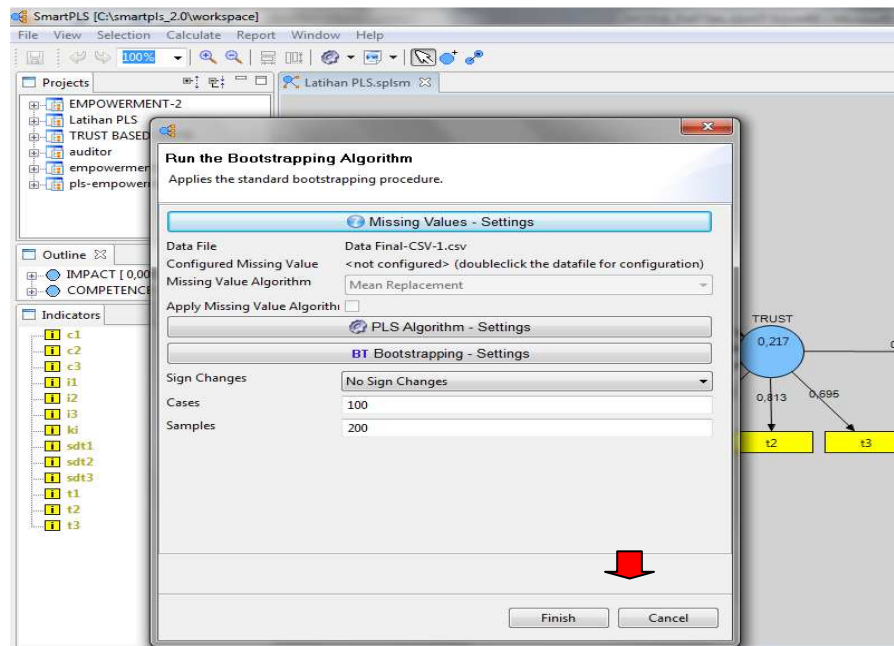 SmartPLS [C:\smartpls_2.0\workspace]
File View Selection Calculate Report Window Help
100%
Projects
Latihan PLS.splsm
EMPOWERMENT-2
Latihan PLS
TRUST BASED
auditor
empowermen
pls-empoweri
Outline
IMPACT [ 0,00
COMPETENCE
Indicators
c1
c2
c3
i1
i2
i3
ki
sdt1
sdt2
sdt3
t1
t2
t3
Run the Bootstrapping Algorithm
Applies the standard bootstrapping procedure.
Missing Values - Settings
Data File Data Final-CSV-1.csv
Configured Missing Value <not configured> (doubleclick the datafile for configuration)
Missing Value Algorithm Mean Replacement
Apply Missing Value Algorith
PLS Algorithm - Settings
BT Bootstrapping - Settings
Sign Changes No Sign Changes
Cases 100
Samples 200
Finish Cancel
TRUST
0,217
0,813 0,695
t2 t3